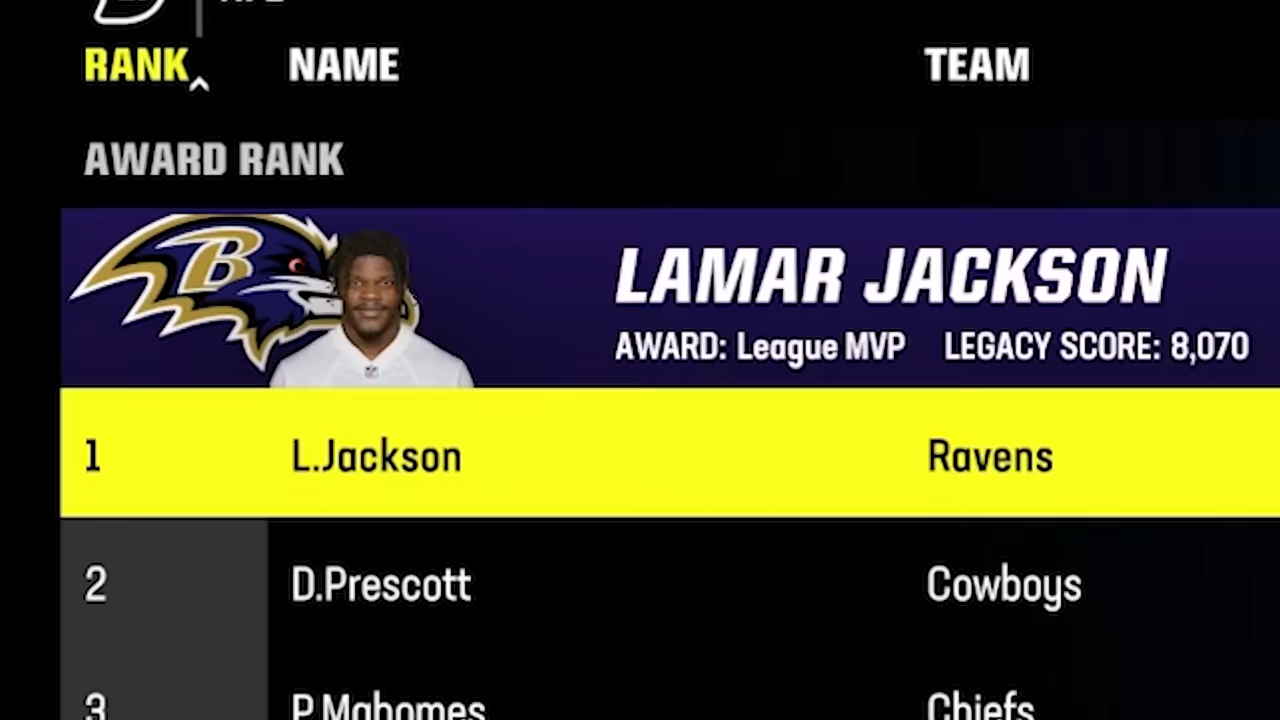 RANK NAME TEAM
AWARD RANK
B
LAMAR JACKSON
AWARD: League MVP LEGACY SCORE: 8,070
1 L.Jackson Ravens
2 D.Prescott Cowboys
3 P.Mahomes Chiefs